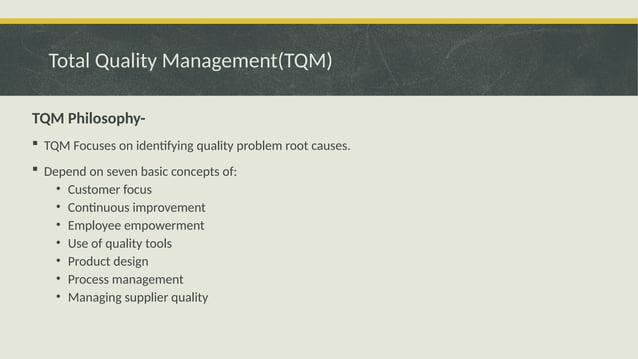 Total Quality Management(TQM)
TQM Philosophy-
▪ TQM Focuses on identifying quality problem root causes.
▪ Depend on seven basic concepts of:
• Customer focus
• Continuous improvement
• Employee empowerment
• Use of quality tools
• Product design
• Process management
• Managing supplier quality